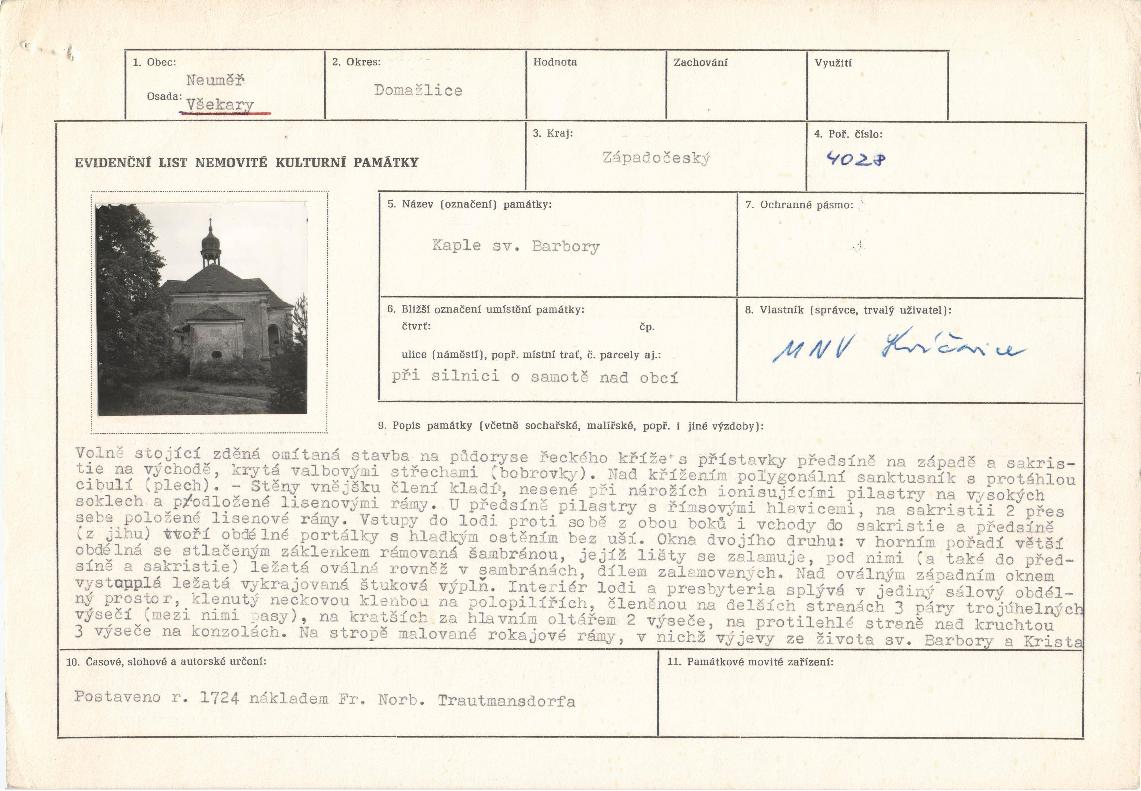 1. Obec:
Neuměř
Osada: Všekary
2. Okres:
Domažlice
Hodnota
Zachování
Využití
EVIDENČNÍ LIST NEMOVITÉ KULTURNÍ PAMÁTKY
3. Kraj:
Západočeský
4. Poř. číslo:
4028
5. Název (označení) památky:
Kaple sv. Barbory
7. Ochranné pásmo:
6. Bližší označení umístění památky:
čtvrť: čp.
ulice (náměstí), popř. místní trať, č. parcely aj.:
při silnici o samotě nad obcí
8. Vlastník (správce, trvalý uživatel):
MNV Kvíčovice
9. Popis památky (včetně sochařské, malířské, popř. i jiné výzdoby):
Volně stojící zděná omítaná stavba na půdoryse řeckého kříže s přístavky předsíně na západě a sakris-
tie na východě, krytá valbovými střechami (bobrovky). Nad křížením polygonální sanktusník s protáhlou
cibulí (plech). - Stěny vnějšku člení kladí, nesené při nárožích ionisujícími pilastry na vysokých
soklech a podložené lisenovými rámy. U předsíně pilastry s římsovými hlavicemi, na sakristii 2 přes
sebe položené lisenové rámy. Vstupy do lodi proti sobě z obou boků i vchody do sakristie a předsíně
(z jihu) tvoří obdélné portálky s hladkým ostěním bez uší. Okna dvojího druhu: v horním pořadí větší
obdélná se stlačeným záklenkem rámovaná šambránou, jejíž lišty se zalamuje, pod nimi (a také do před-
síně a sakristie) ležatá oválná rovněž v šambránách, dílem zalamovaných. Nad oválným západním oknem
vystouplá ležatá vykrajovaná štuková výplň. Interiér lodi a presbyteria splývá v jediný sálový obdél-
ný prostor, klenutý neckovou klenbou na polopilířích, členěnou na delších stranách 3 páry trojúhelných
výsečí (mezi nimi pasy), na kratších za hlavním oltářem 2 výseče, na protilehlé straně nad kruchtou
3 výseče na konzolách. Na stropě malované rokajové rámy, v nichž výjevy ze života sv. Barbory a Krista
10. Časové, slohové a autorské určení:
Postaveno r. 1724 nákladem Fr. Norb. Trautmansdorfa
11. Památkové movité zařízení: